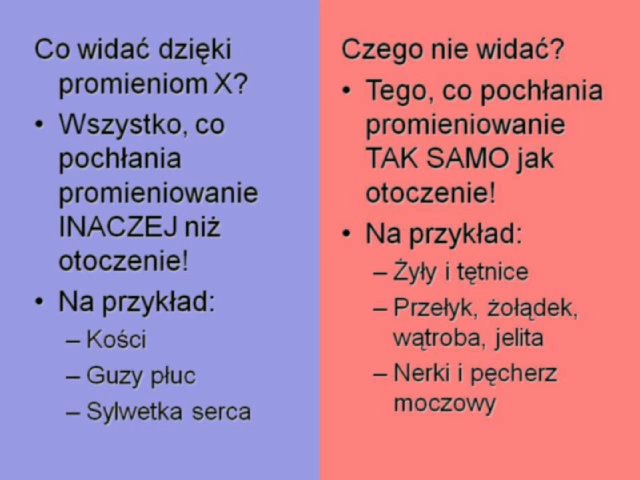 Co widać dzięki
promieniom X?
• Wszystko, co
pochłania
promieniowanie
INACZEJ niż
otoczenie!
• Na przykład:
– Kości
– Guzy płuc
– Sylwetka serca
Czego nie widać?
• Tego, co pochłania
promieniowanie
TAK SAMO jak
otoczenie!
• Na przykład:
– Żyły i tętnice
– Przełyk, żołądek,
wątroba, jelita
– Nerki i pęcherz
moczowy